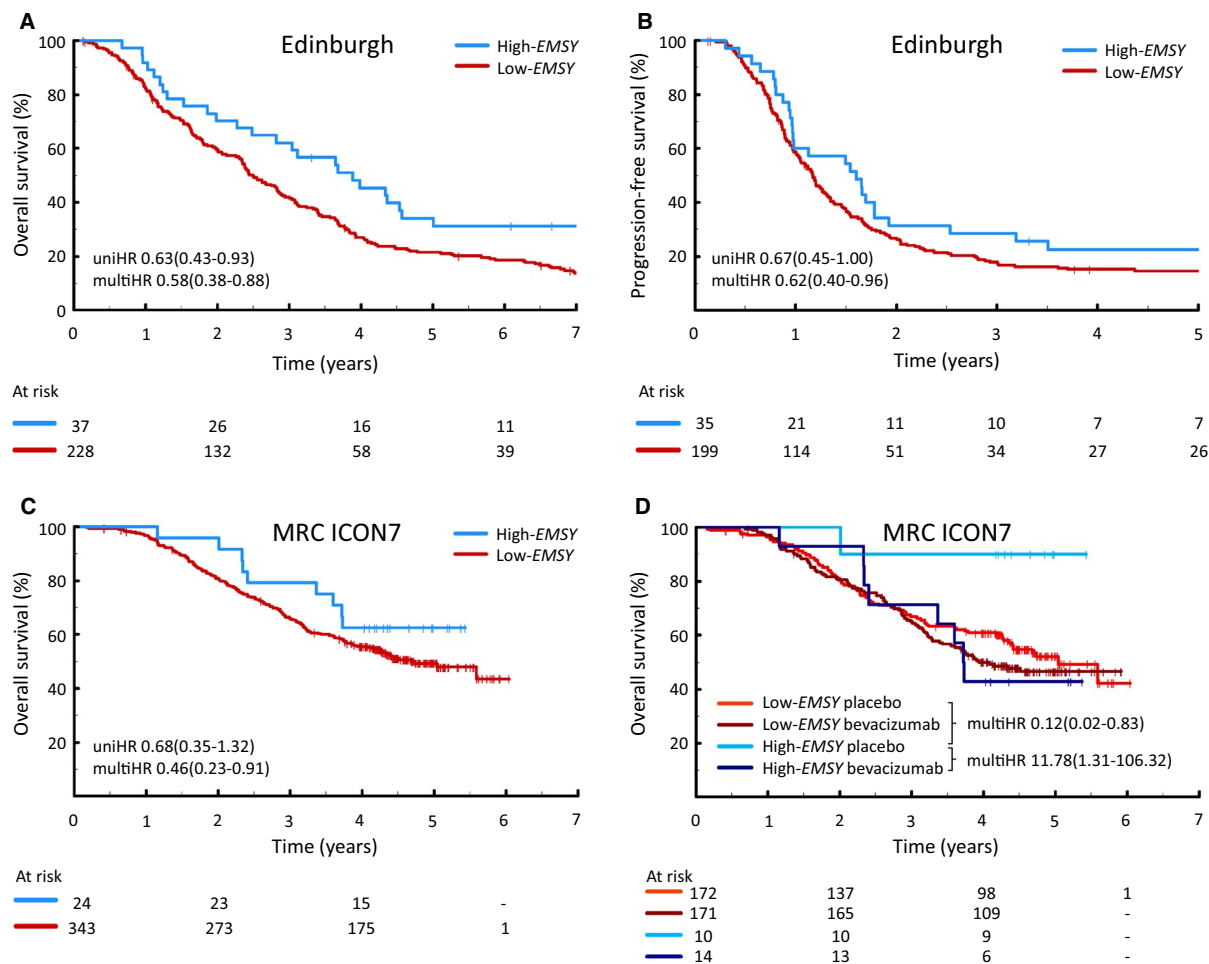 A
Edinburgh
High-EMSY
Low-EMSY
Overall survival (%)
100
80
60
40
20
0
uniHR 0.63(0.43-0.93)
multiHR 0.58(0.38-0.88)
0 1 2 3 4 5 6 7
Time (years)
At risk
37 26 16 11
228 132 58 39
B
Edinburgh
High-EMSY
Low-EMSY
Progression-free survival (%)
100
80
60
40
20
uniHR 0.67(0.45-1.00)
multiHR 0.62(0.40-0.96)
0 1 2 3 4 5
Time (years)
At risk
35 21 11 10 7 7
199 114 51 34 27 26
C
MRC ICON7
High-EMSY
Low-EMSY
Overall survival (%)
100
80
60
40
20
uniHR 0.68(0.35-1.32)
multiHR 0.46(0.23-0.91)
0 1 2 3 4 5 6 7
Time (years)
At risk
24 23 15 -
343 273 175 1
D
MRC ICON7
Overall survival (%)
100
80
60
40
20
Low-EMSY placebo
Low-EMSY bevacizumab
High-EMSY placebo
High-EMSY bevacizumab
multiHR 0.12(0.02-0.83)
multiHR 11.78(1.31-106.32)
0 1 2 3 4 5 6 7
Time (years)
At risk
172 137 98 1
171 165 109 -
10 10 9 -
14 13 6 -